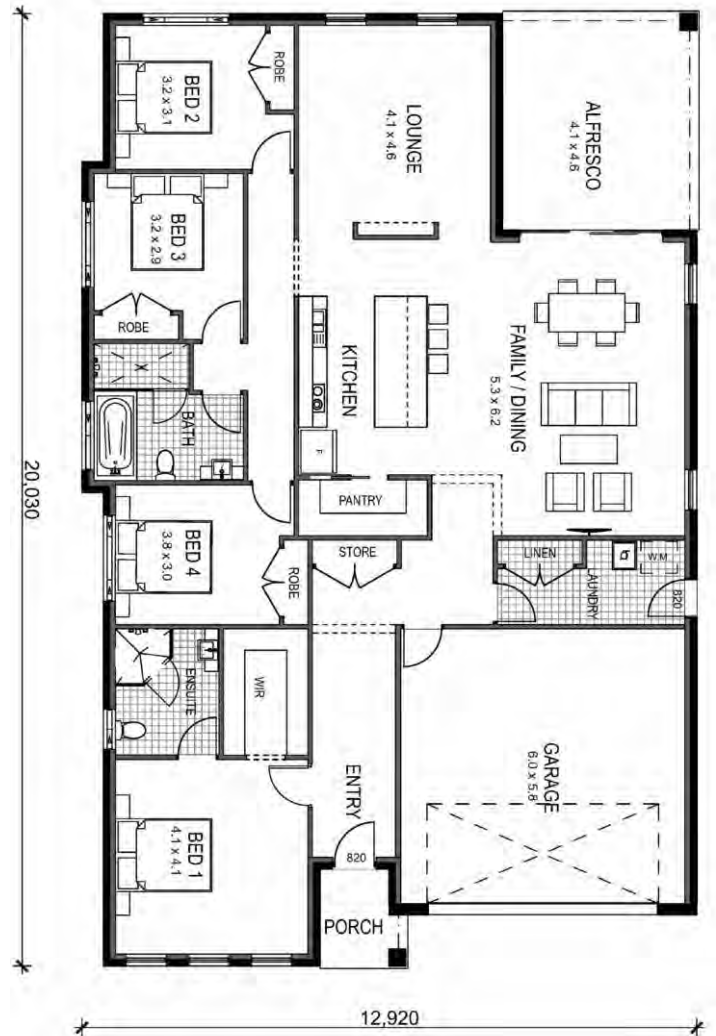 BED 2
3.2 x 3.1
ROBE
LOUNGE
4.1 x 4.6
ALFRESCO
4.1 x 4.6
BED 3
3.2 x 2.9
ROBE
KITCHEN
FAMILY / DINING
5.3 x 6.2
BATH
F
PANTRY
BED 4
3.8 x 3.0
ROBE
STORE
LINEN
LAUNDRY
W.M
820
ENSUITE
WIR
ENTRY
820
GARAGE
6.0 x 5.8
BED 1
4.1 x 4.1
PORCH
20,030
12,920